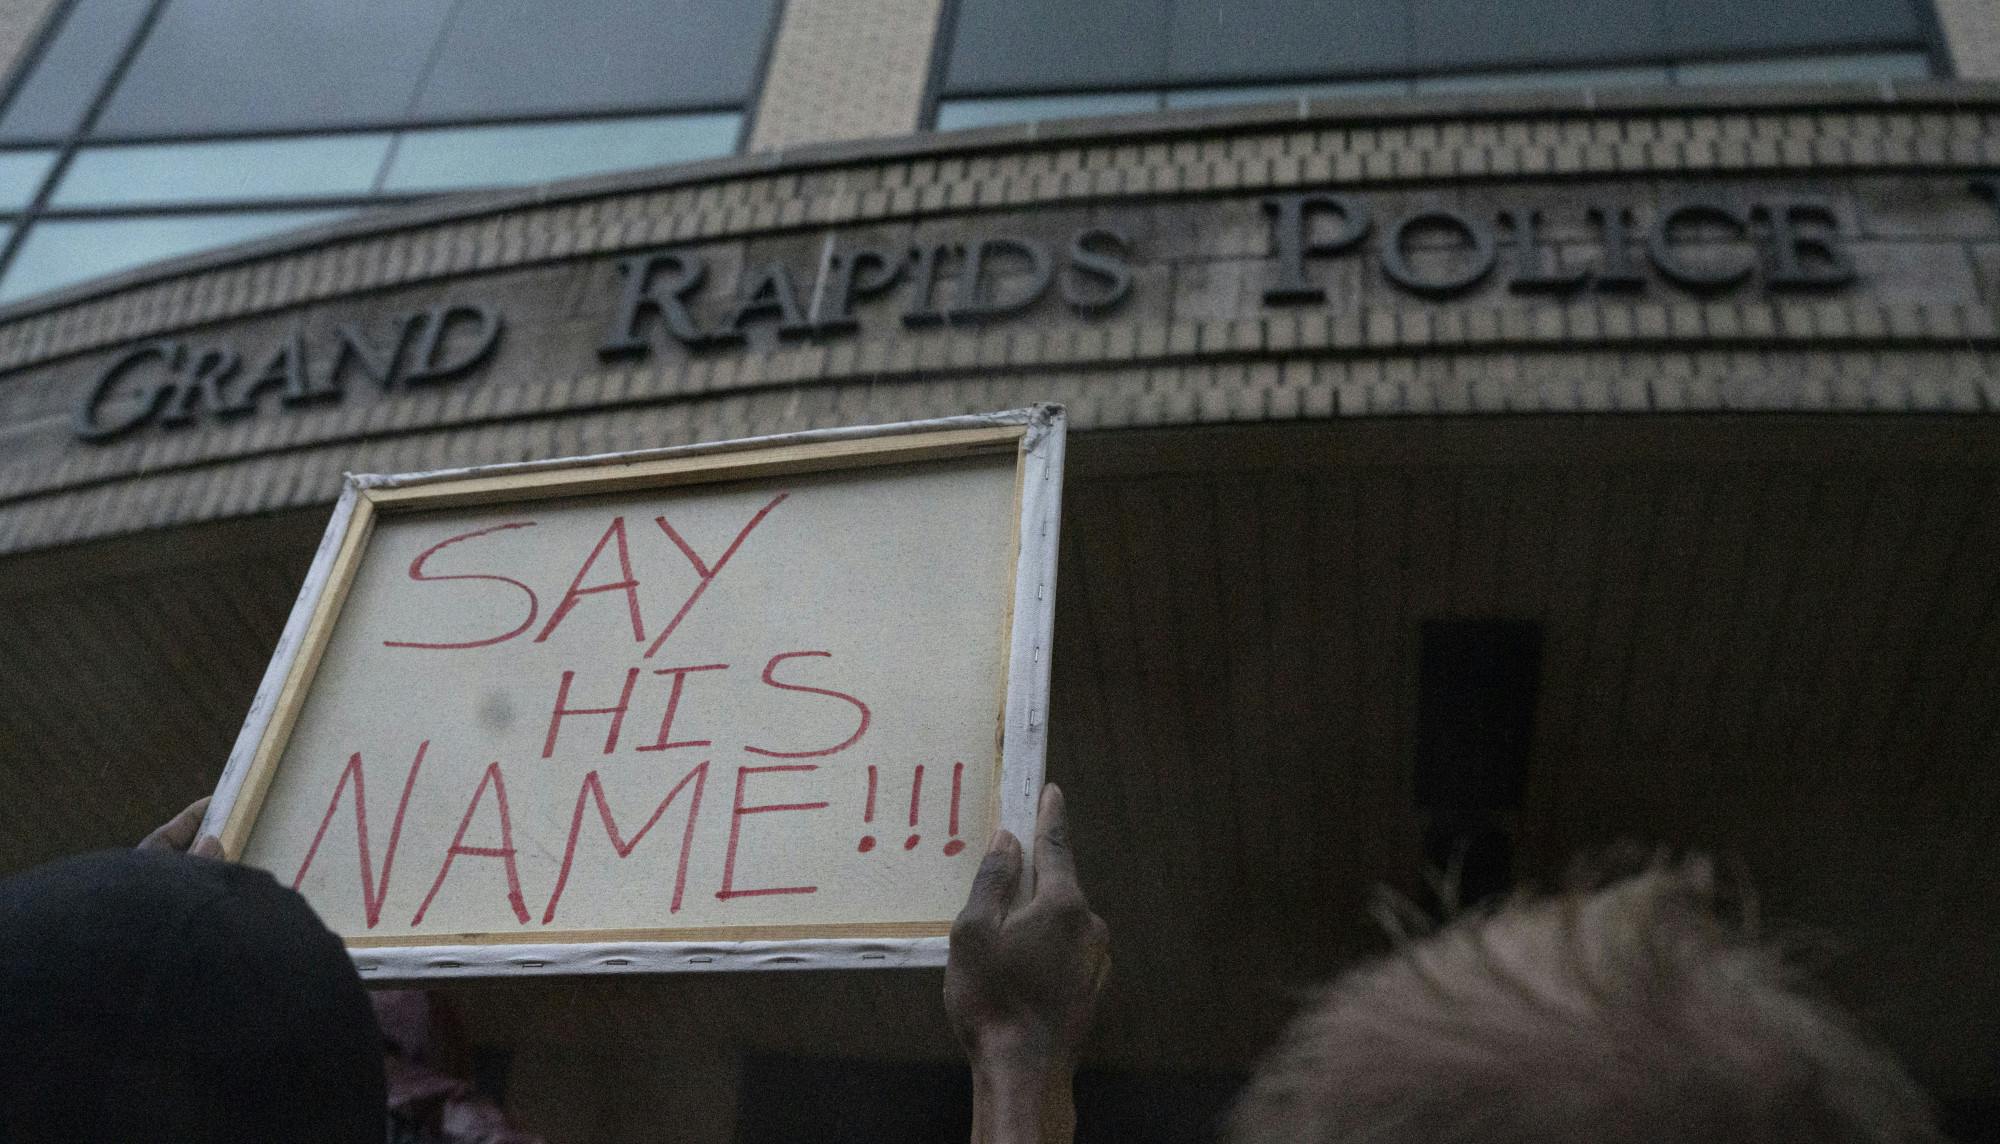 GRAND RAPIDS POLICE
SAY
HIS
NAME!!!